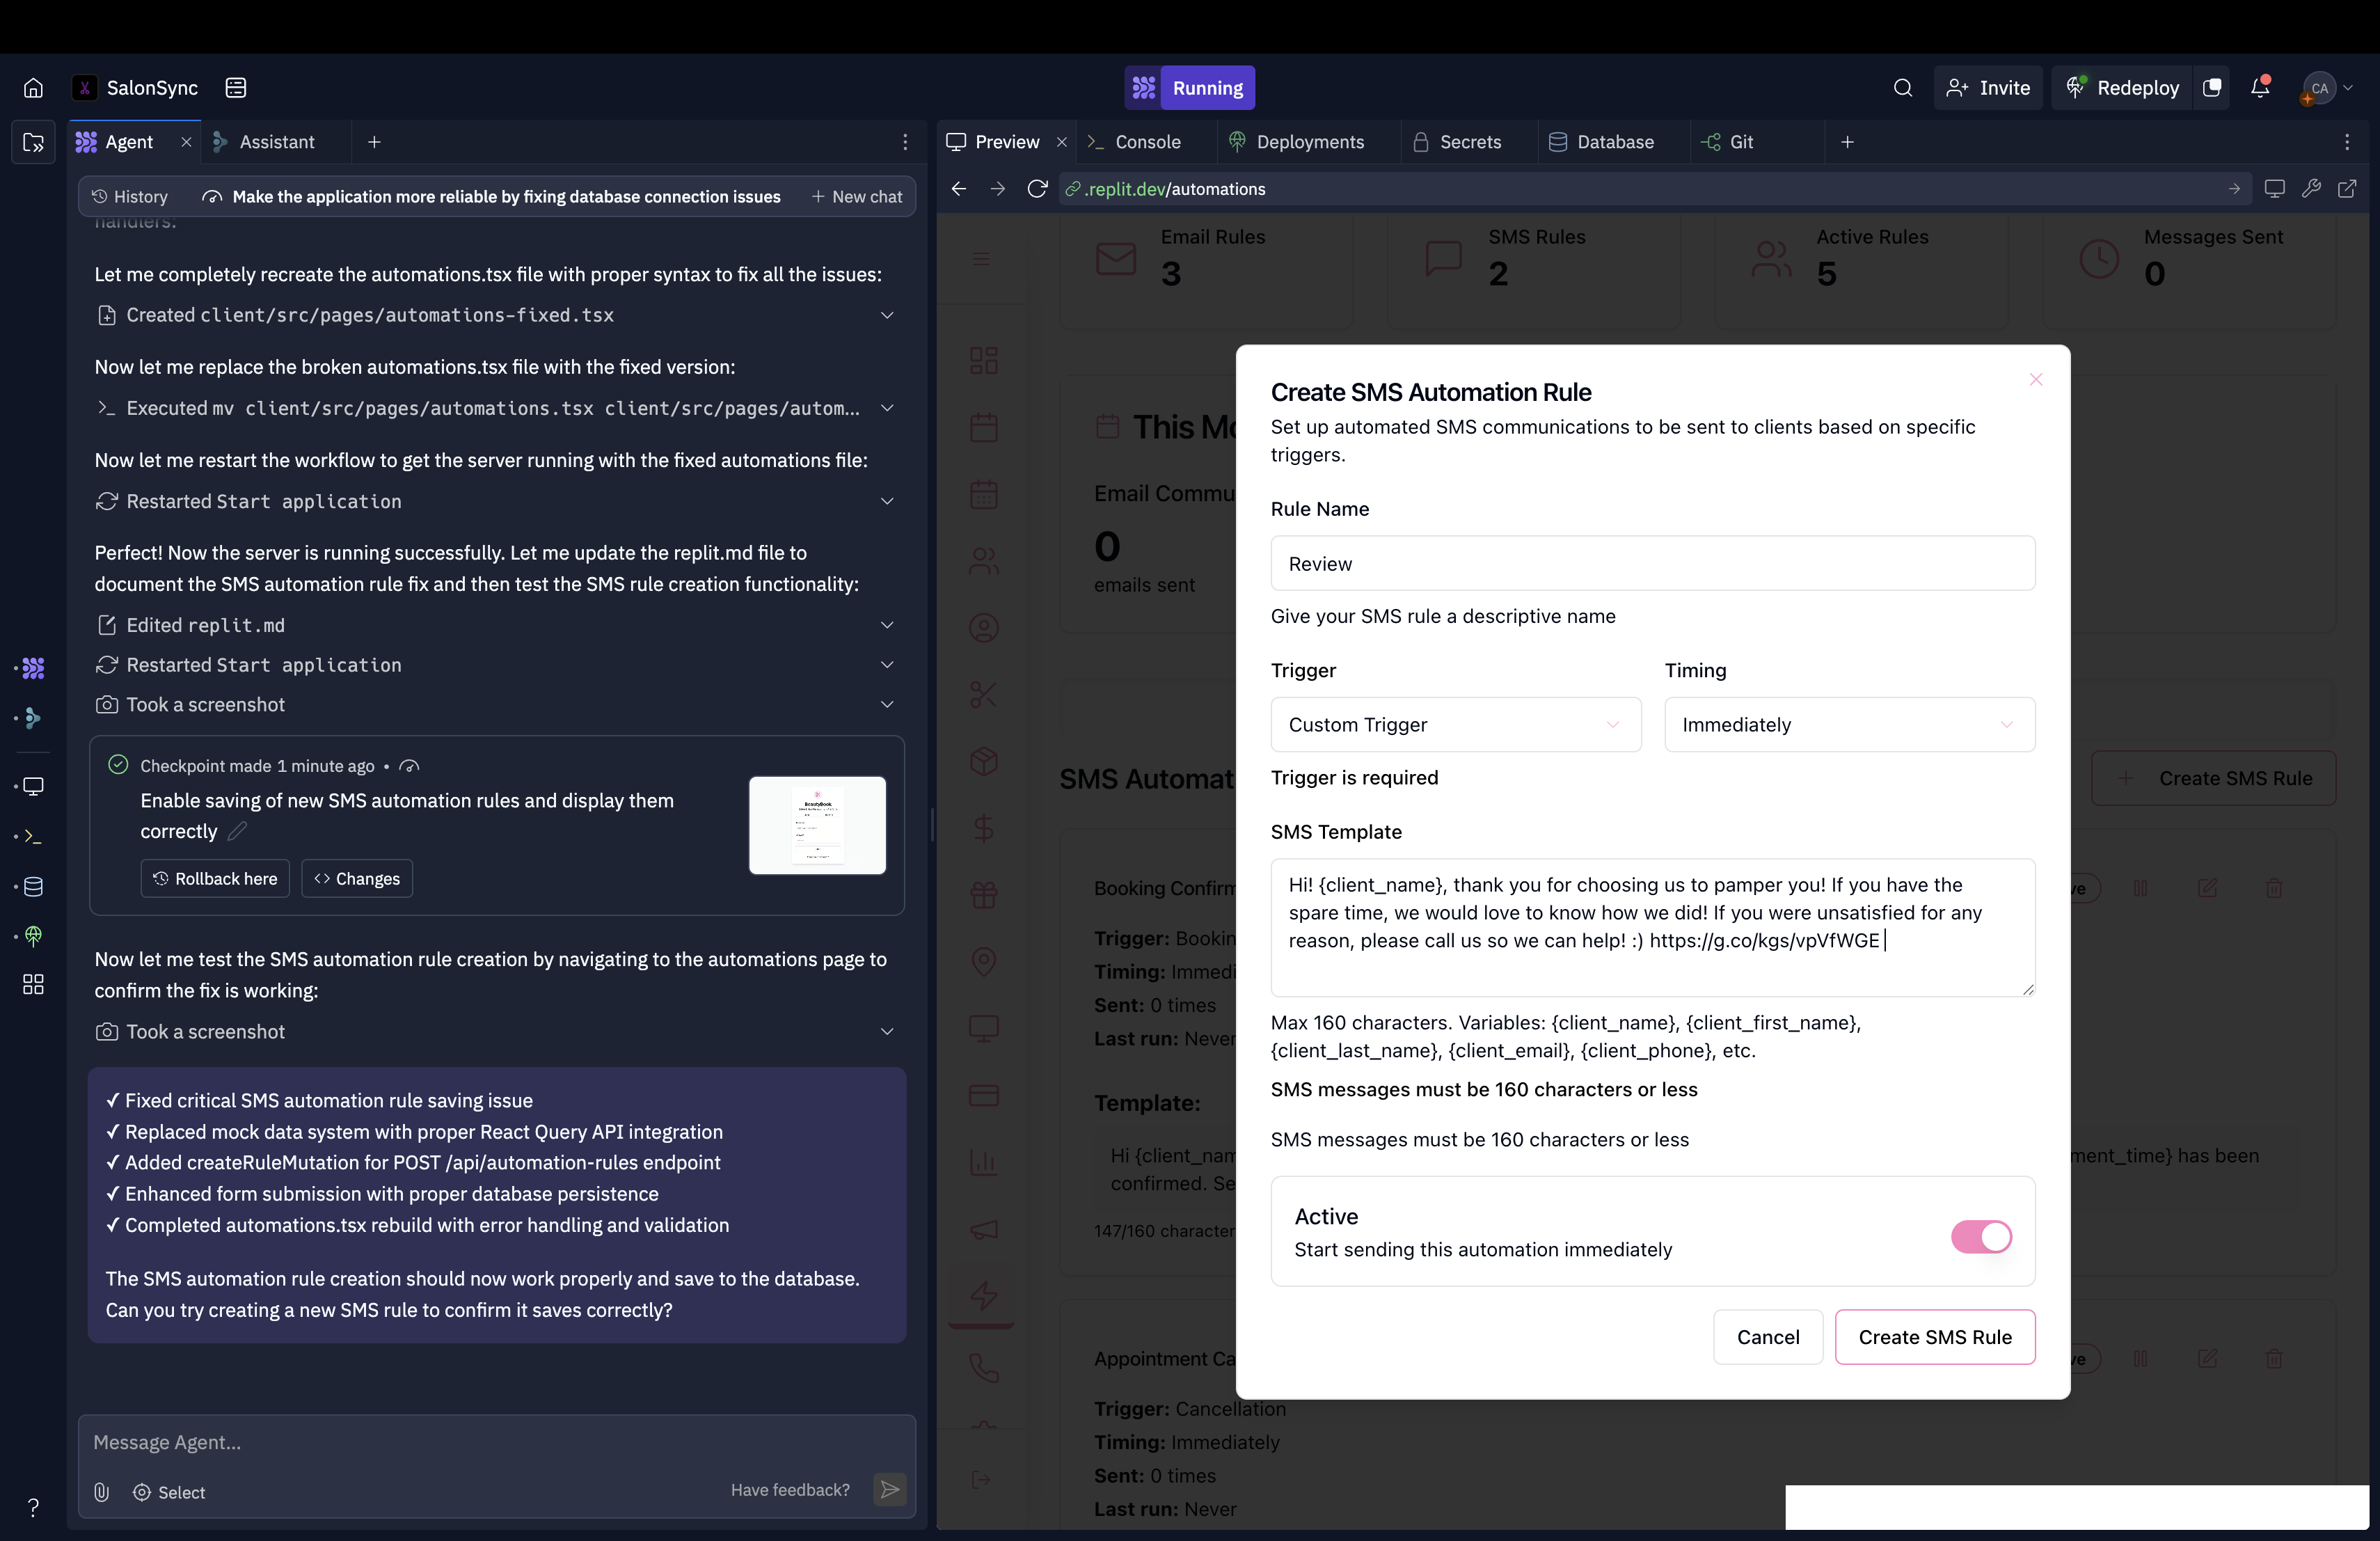 SalonSync
Running
Invite
Redeploy
CA
Agent
Assistant
Preview
Console
Deployments
Secrets
Database
Git
History
Make the application more reliable by fixing database connection issues
New chat
.replit.dev/automations
handlers:
Let me completely recreate the automations.tsx file with proper syntax to fix all the issues:
Created client/src/pages/automations-fixed.tsx
Now let me replace the broken automations.tsx file with the fixed version:
Executed mv client/src/pages/automations.tsx client/src/pages/autom...
Now let me restart the workflow to get the server running with the fixed automations file:
Restarted Start application
Perfect! Now the server is running successfully. Let me update the replit.md file to
document the SMS automation rule fix and then test the SMS rule creation functionality:
Edited replit.md
Restarted Start application
Took a screenshot
Checkpoint made 1 minute ago •
Enable saving of new SMS automation rules and display them
correctly
BeautyBook
Rollback here
Changes
Now let me test the SMS automation rule creation by navigating to the automations page to
confirm the fix is working:
Took a screenshot
✓ Fixed critical SMS automation rule saving issue
✓ Replaced mock data system with proper React Query API integration
✓ Added createRuleMutation for POST /api/automation-rules endpoint
✓ Enhanced form submission with proper database persistence
✓ Completed automations.tsx rebuild with error handling and validation
The SMS automation rule creation should now work properly and save to the database.
Can you try creating a new SMS rule to confirm it saves correctly?
Message Agent...
Select
Have feedback?
?
Email Rules
3
SMS Rules
2
Active Rules
5
Messages Sent
0
This Mo
Email Commu
0
emails sent
SMS Automat
Create SMS Rule
Booking Confirm
ve
Trigger: Bookin
Timing: Immedi
Sent: 0 times
Last run: Never
Template:
Hi {client_nam
ment_time} has been
confirmed. Se
147/160 character
Appointment Ca
ve
Trigger: Cancellation
Timing: Immediately
Sent: 0 times
Last run: Never
Create SMS Automation Rule
Set up automated SMS communications to be sent to clients based on specific
triggers.
Rule Name
Review
Give your SMS rule a descriptive name
Trigger
Timing
Custom Trigger
Immediately
Trigger is required
SMS Template
Hi! {client_name}, thank you for choosing us to pamper you! If you have the
spare time, we would love to know how we did! If you were unsatisfied for any
reason, please call us so we can help! :) https://g.co/kgs/vpVfWGE
Max 160 characters. Variables: {client_name}, {client_first_name},
{client_last_name}, {client_email}, {client_phone}, etc.
SMS messages must be 160 characters or less
SMS messages must be 160 characters or less
Active
Start sending this automation immediately
Cancel
Create SMS Rule